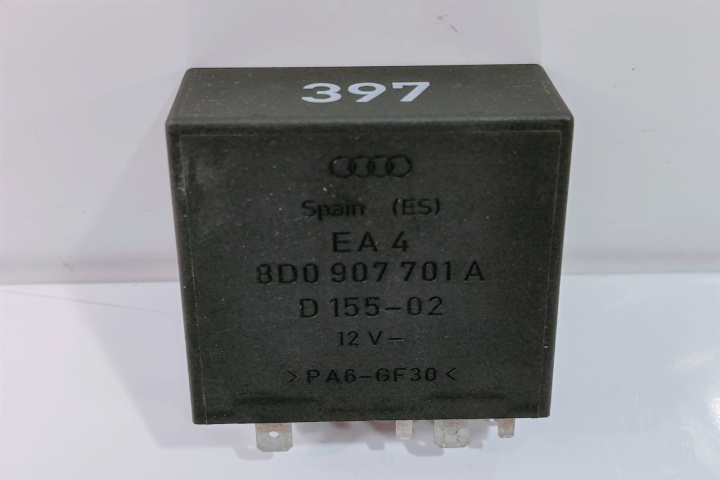 397
Spain (ES)
EA 4
8D0 907 701 A
D 155-02
12 V-
>PA6-GF30<